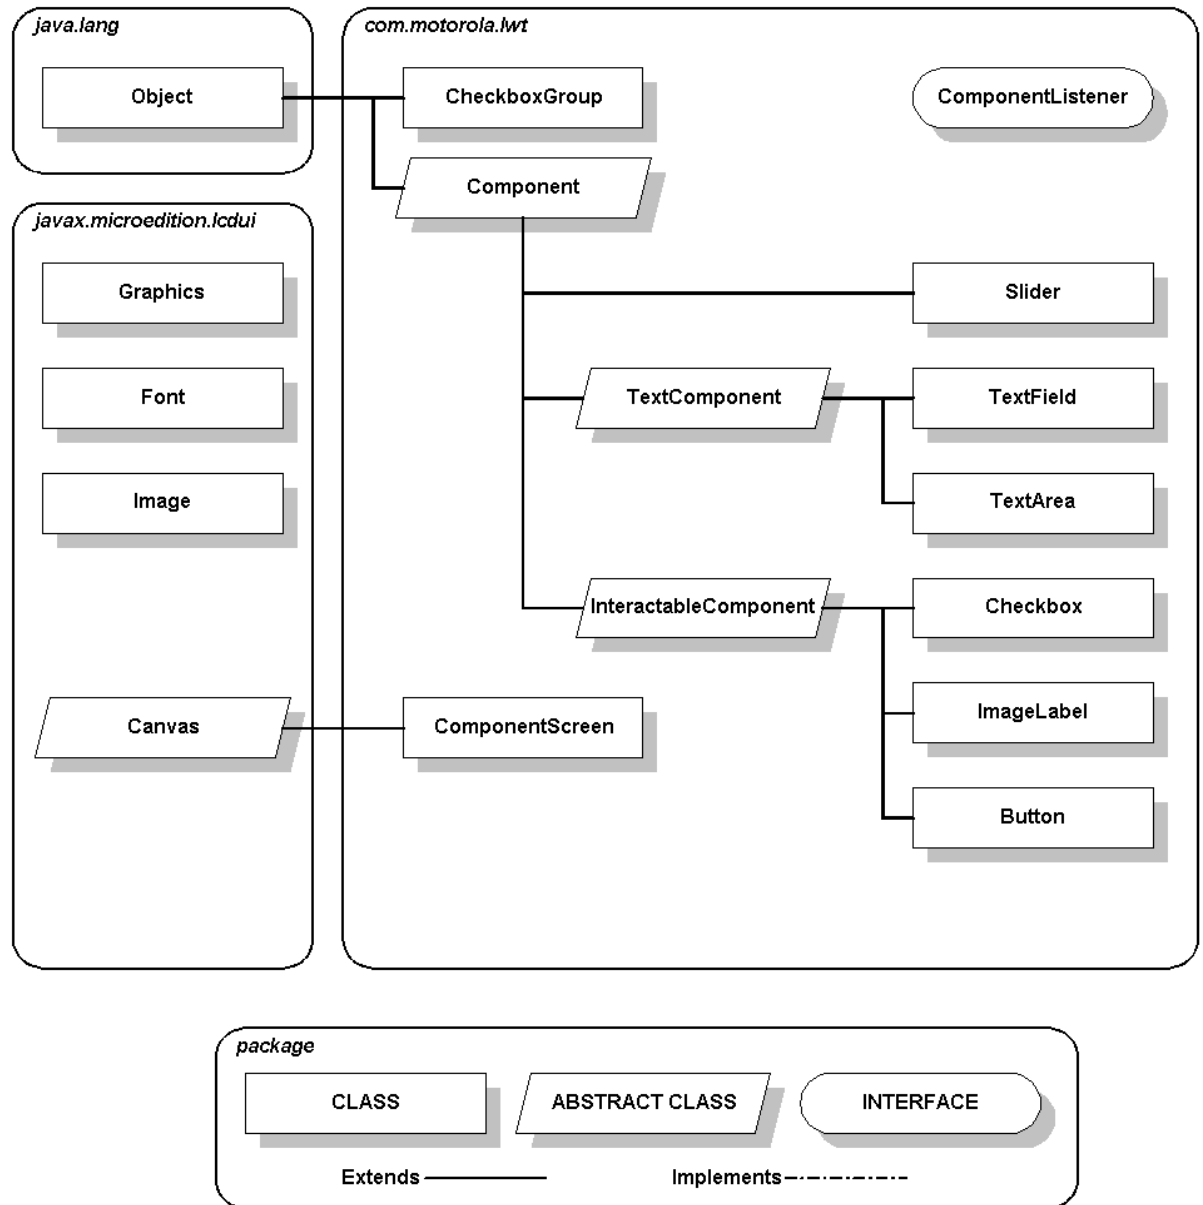 java.lang
com.motorola.lwt
Object
CheckboxGroup
ComponentListener
Component
javax.microedition.lcdui
Graphics
Slider
Font
TextComponent
TextField
Image
TextArea
InteractableComponent
Checkbox
Canvas
ComponentScreen
ImageLabel
Button
package
CLASS
ABSTRACT CLASS
INTERFACE
Extends
Implements